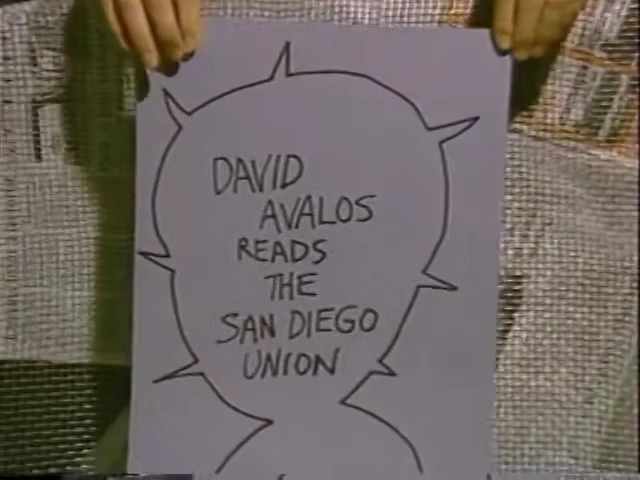 DAVID
AVALOS
READS
THE
SAN DIEGO
UNION